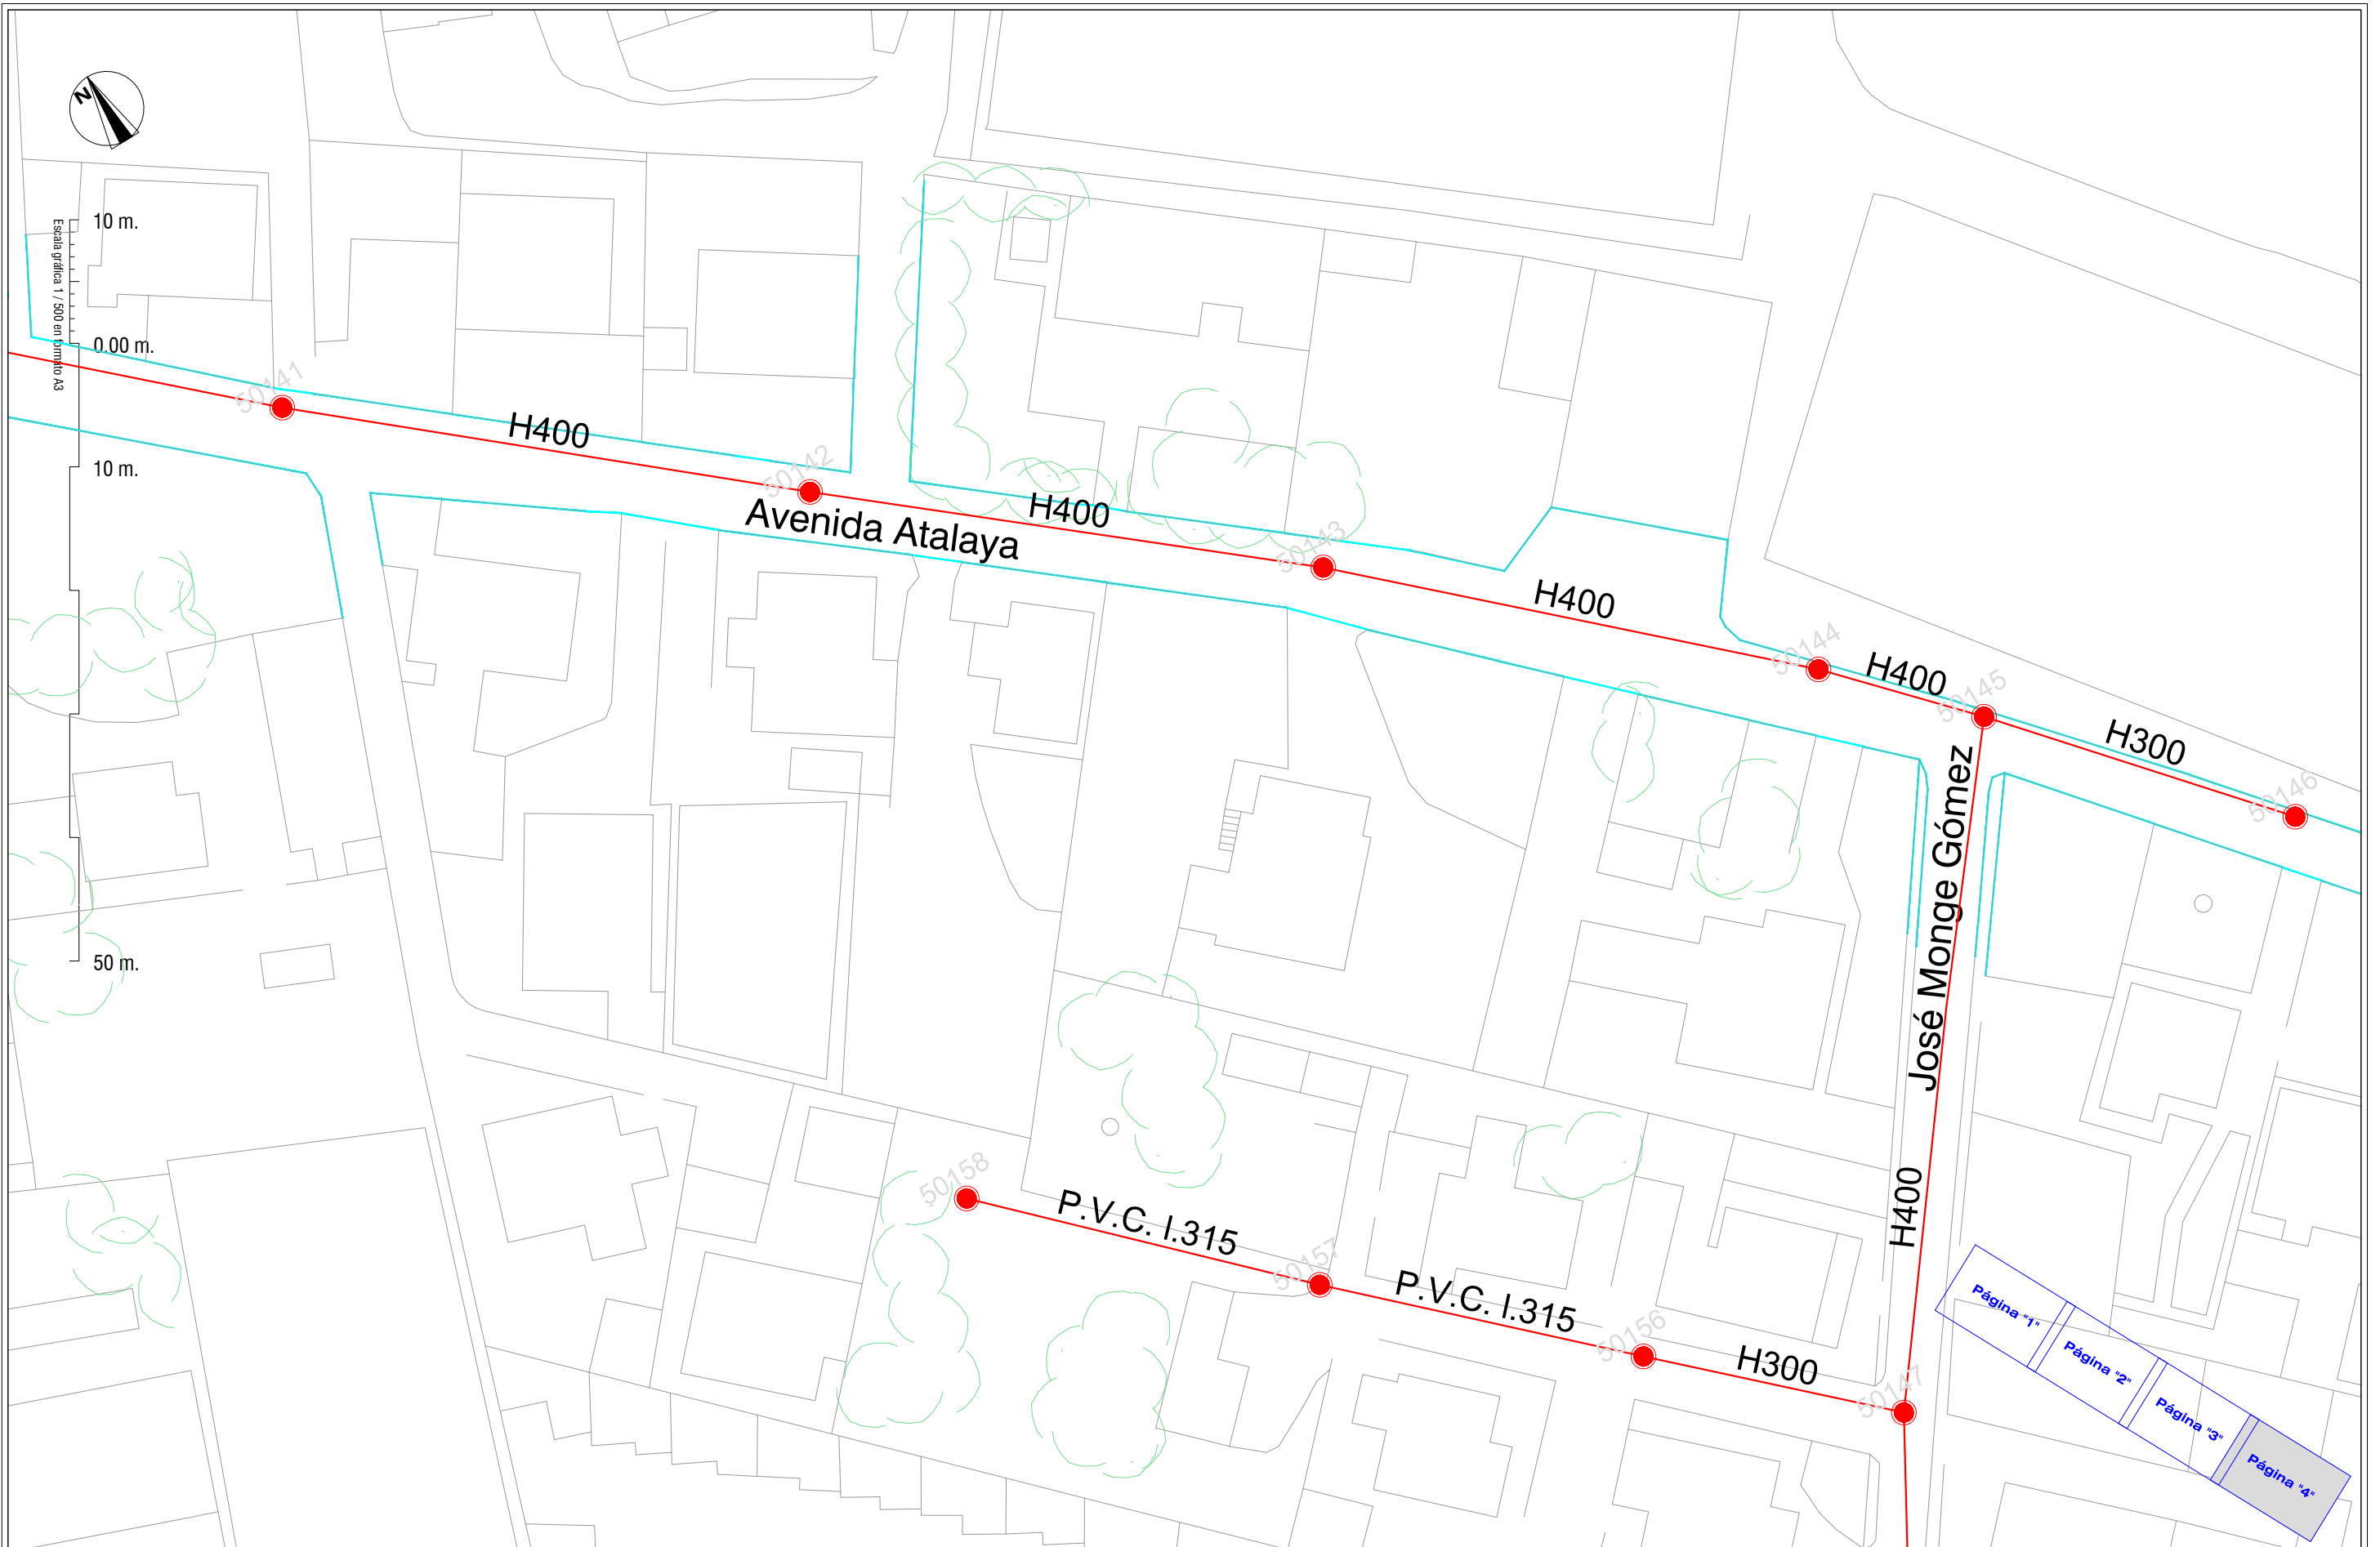 N
10 m.
0.00 m.
10 m.
50 m.
Escala gráfica 1 / 500 en formato A3
50141
H400
50142
Avenida Atalaya
H400
50143
H400
50144
H400
50145
H300
50146
José Monge Gómez
H400
50158
P.V.C. I.315
50157
P.V.C. I.315
50156
H300
50147
Página "1"
Página "2"
Página "3"
Página "4"